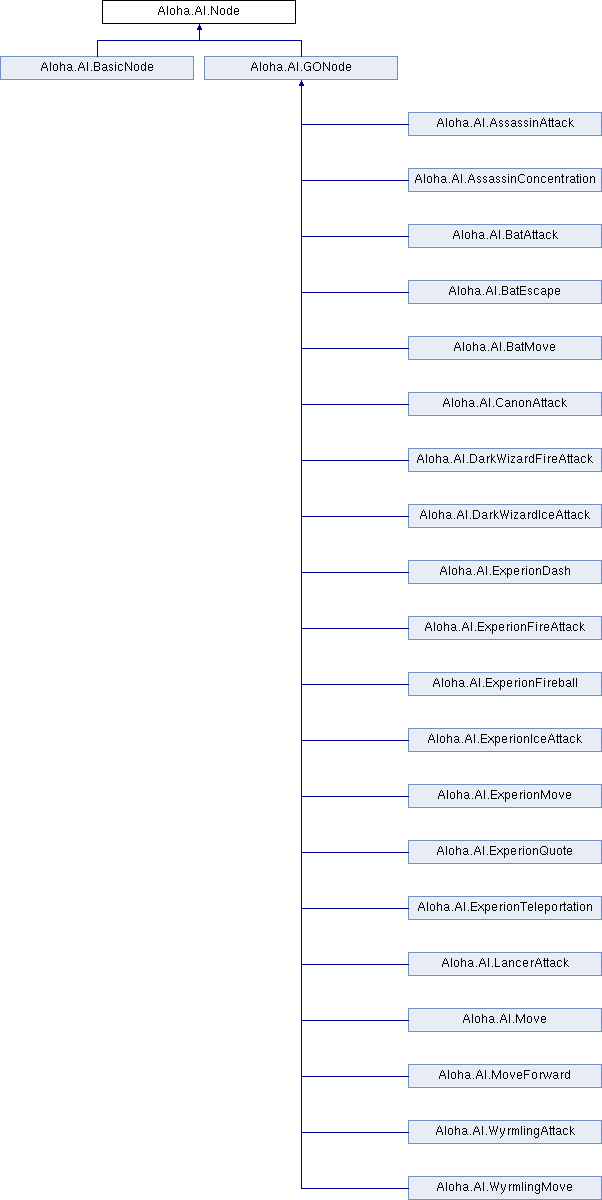 Aloha.AI.Node
Aloha.AI.BasicNode
Aloha.AI.GONode
Aloha.AI.AssassinAttack
Aloha.AI.AssassinConcentration
Aloha.AI.BatAttack
Aloha.AI.BatEscape
Aloha.AI.BatMove
Aloha.AI.CanonAttack
Aloha.AI.DarkWizardFireAttack
Aloha.AI.DarkWizardIceAttack
Aloha.AI.ExperionDash
Aloha.AI.ExperionFireAttack
Aloha.AI.ExperionFireball
Aloha.AI.ExperionIceAttack
Aloha.AI.ExperionMove
Aloha.AI.ExperionQuote
Aloha.AI.ExperionTeleportation
Aloha.AI.LancerAttack
Aloha.AI.Move
Aloha.AI.MoveForward
Aloha.AI.WyrmlingAttack
Aloha.AI.WyrmlingMove